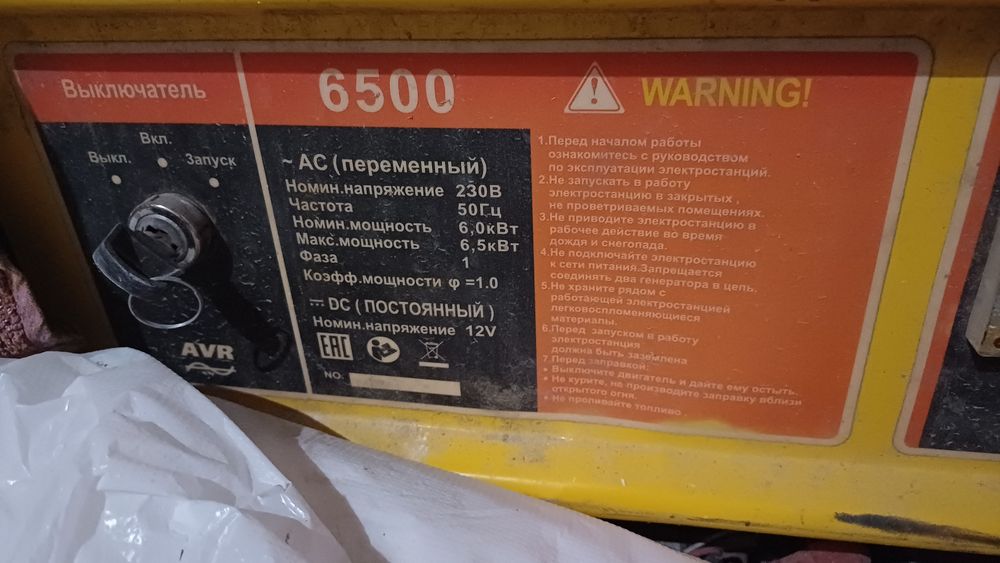 Выключатель
Вкл.
Выкл.
Запуск
AVR
6500
~ AC (переменный)
Номин.напряжение 230В
Частота 50Гц
Номин.мощность 6,0кВт
Макс.мощность 6,5кВт
Фаза 1
Коэфф.мощности φ =1.0
DC ( ПОСТОЯННЫЙ )
Номин.напряжение 12V
EAC
NO:
WARNING!
1.Перед началом работы
ознакомитесь с руководством
по эксплуатации электростанций.
2.Не запускать в работу
электростанцию в закрытых ,
не проветриваемых помещениях.
3.Не приводите электростанцию в
рабочее действие во время
дождя и снегопада.
4.Не подключайте электростанцию
к сети питания.Запрещается
соединять два генератора в цепь.
5.Не храните рядом с
работающей электростанцией
легковоспломеняющиеся
материалы.
6.Перед запуском в работу
электростанция
должна быть заземлена
7.Перед заправкой:
• Выключите двигатель и дайте ему остыть.
• Не курите, на производите заправку вблизи
открытого огня.
• Не проливайте топливо .